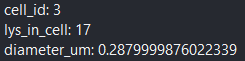 cell_id: 3
lys_in_cell: 17
diameter_um: 0.2879999876022339